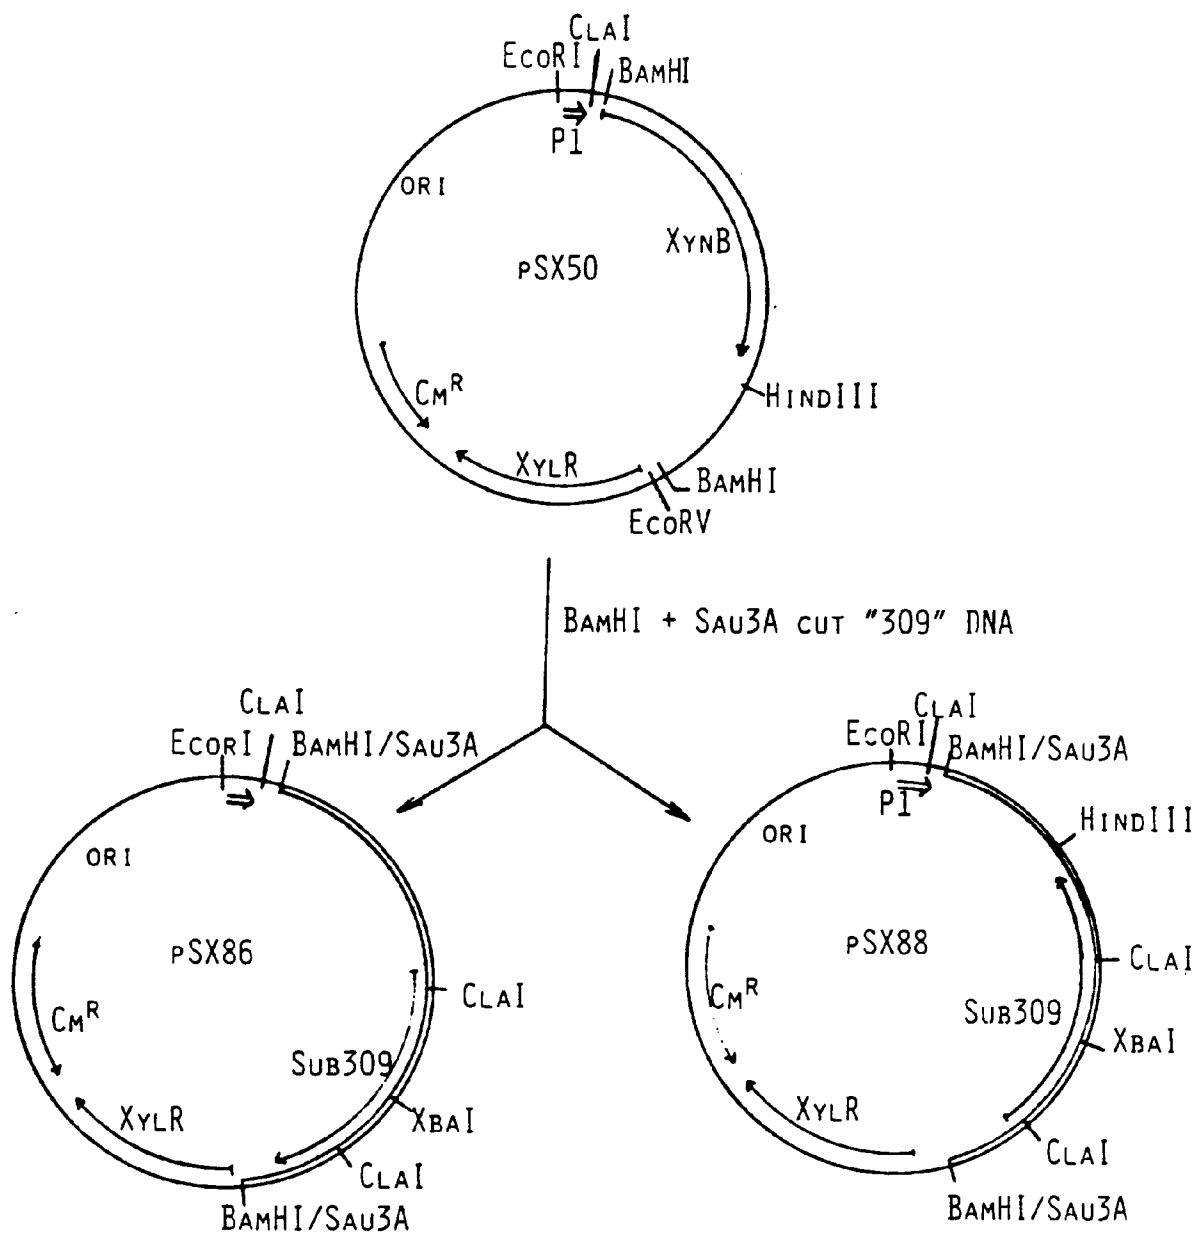 ClaI
EcoRI
BamHI
P1
ori
XynB
pSX50
CmR
HindIII
XylR
BamHI
EcoRV
BamHI + Sau3A cut "309" DNA
ClaI
EcoRI
BamHI/Sau3A
ori
pSX86
ClaI
CmR
Sub309
XylR
XbaI
ClaI
BamHI/Sau3A
ClaI
EcoRI
BamHI/Sau3A
P1
HindIII
ori
pSX88
ClaI
CmR
Sub309
XbaI
XylR
ClaI
BamHI/Sau3A